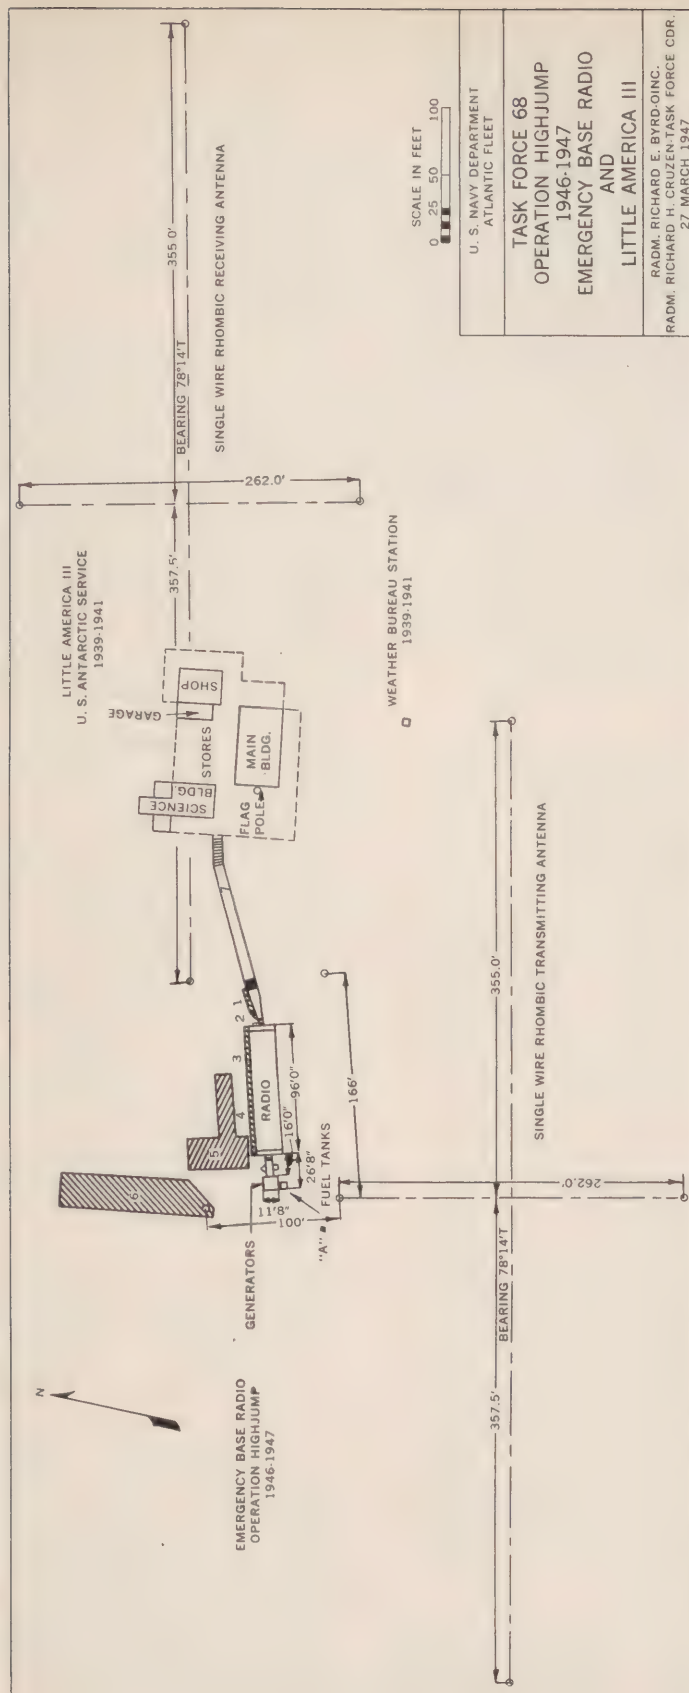 LITTLE AMERICA III
U. S. ANTARCTIC SERVICE
1939-1941
357.5'
355 0'
BEARING 78°14'T
SINGLE WIRE RHOMBIC RECEIVING ANTENNA
262.0'
SCIENCE
BLDG.
STORES
GARAGE
SHOP
MAIN
BLDG.
FLAG
POLE
WEATHER BUREAU STATION
1939-1941
N
EMERGENCY BASE RADIO
OPERATION HIGHJUMP
1946-1947
GENERATORS
6
5
4
3
2
1
7
RADIO
96'0"
16'0"
26'8"
11'8"
100'
"A"
FUEL TANKS
166'
262.0'
357.5'
355.0'
BEARING 78°14'T
SINGLE WIRE RHOMBIC TRANSMITTING ANTENNA
SCALE IN FEET
0 25 50 100
U. S. NAVY DEPARTMENT
ATLANTIC FLEET
TASK FORCE 68
OPERATION HIGHJUMP
1946-1947
EMERGENCY BASE RADIO
AND
LITTLE AMERICA III
RADM. RICHARD E. BYRD-OINC.
RADM. RICHARD H. CRUZEN-TASK FORCE CDR.
27 MARCH 1947